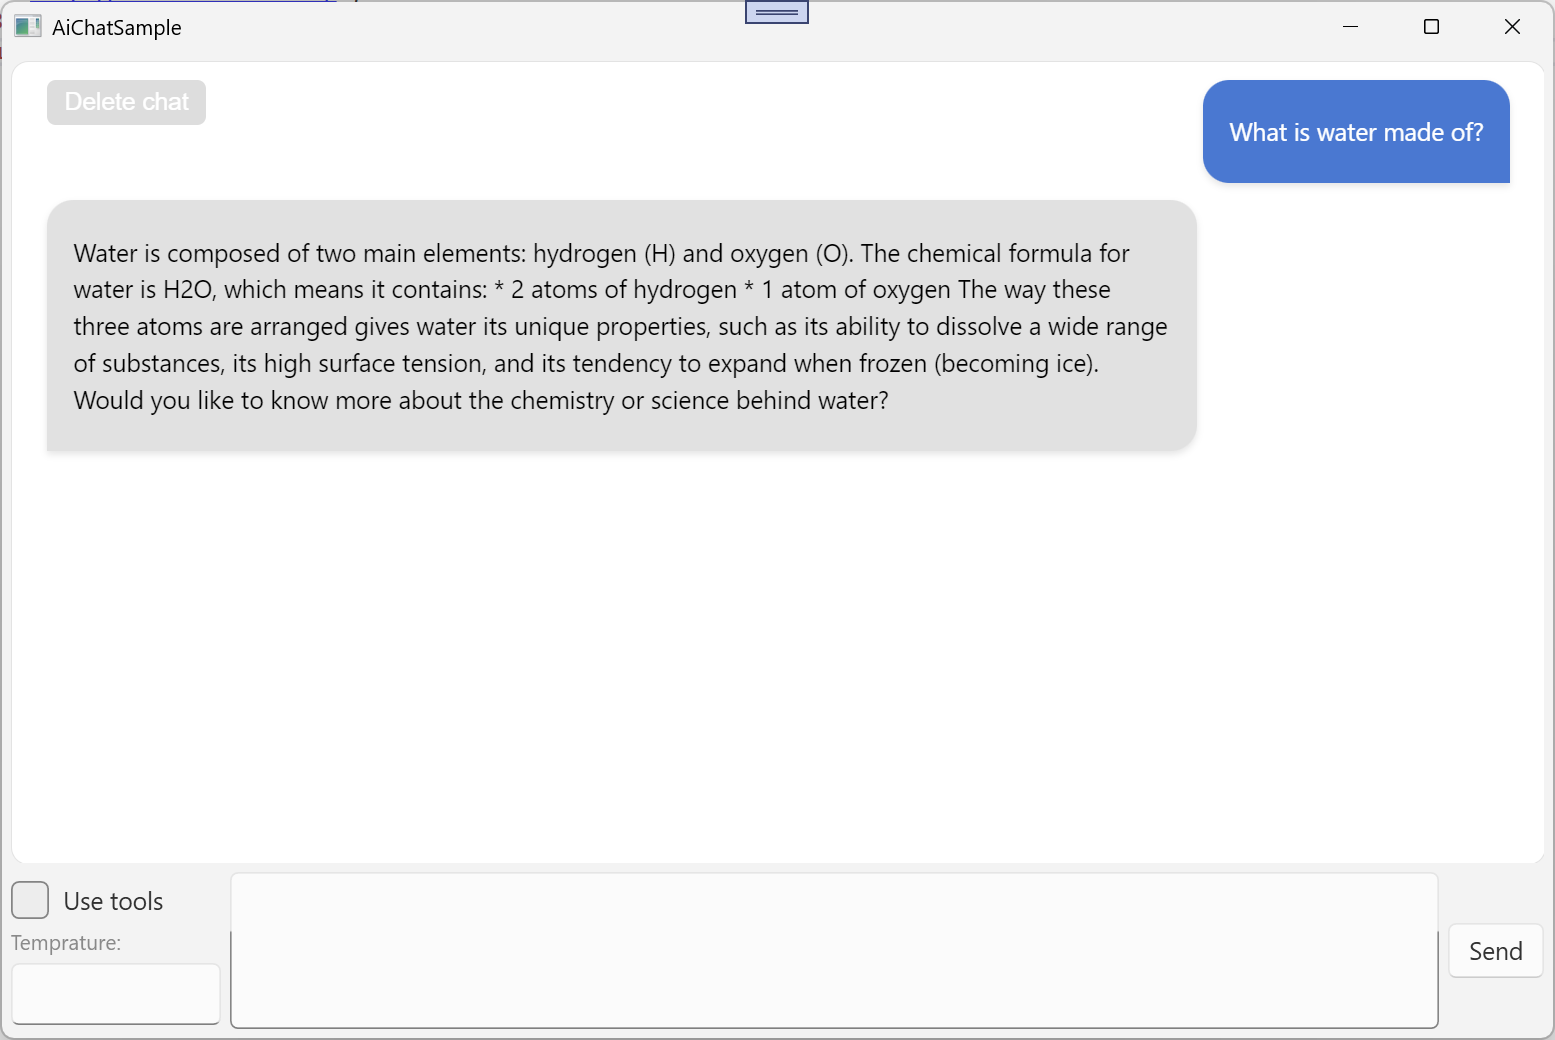 AiChatSample
Delete chat
What is water made of?
Water is composed of two main elements: hydrogen (H) and oxygen (O). The chemical formula for
water is H2O, which means it contains: * 2 atoms of hydrogen * 1 atom of oxygen The way these
three atoms are arranged gives water its unique properties, such as its ability to dissolve a wide range
of substances, its high surface tension, and its tendency to expand when frozen (becoming ice).
Would you like to know more about the chemistry or science behind water?
Use tools
Temprature:
Send